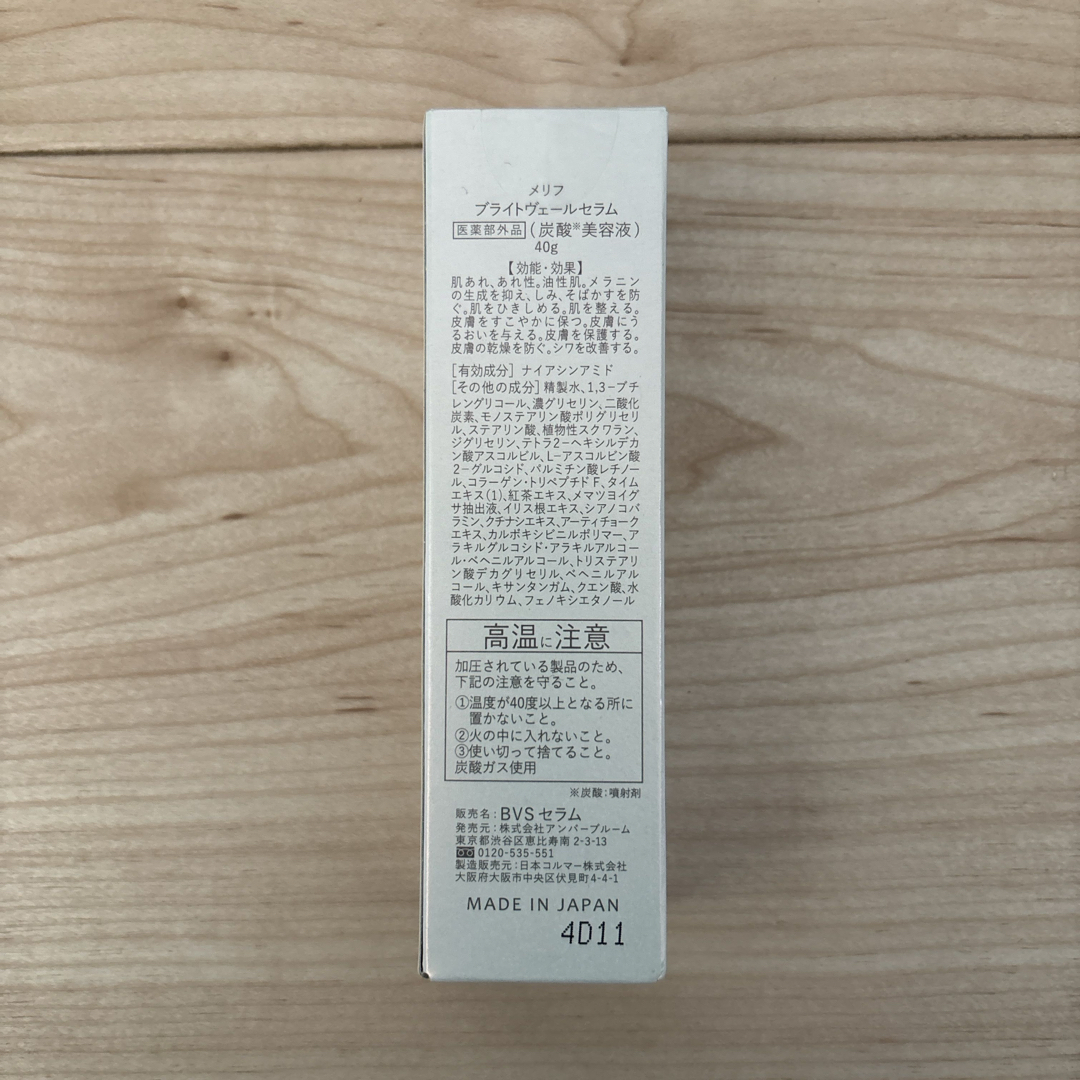 メリフ
ブライトヴェールセラム
医薬部外品（炭酸※美容液）
40g
【効能・効果】
肌あれ、あれ性。油性肌。メラニン
の生成を抑え、しみ、そばかすを防
ぐ。肌をひきしめる。肌を整える。
皮膚をすこやかに保つ。皮膚にう
るおいを与える。皮膚を保護する。
皮膚の乾燥を防ぐ。シワを改善する。
[有効成分] ナイアシンアミド
[その他の成分] 精製水、1,3-ブチ
レングリコール、濃グリセリン、二酸化
炭素、モノステアリン酸ポリグリセリ
ル、ステアリン酸、植物性スクワラン、
ジグリセリン、テトラ2-ヘキシルデカ
ン酸アスコルビル、L-アスコルビン酸
2-グルコシド、パルミチン酸レチノー
ル、コラーゲン・トリペプチド F、タイム
エキス(1)、紅茶エキス、メマツヨイグ
サ抽出液、イリス根エキス、シアノコバ
ラミン、クチナシエキス、アーティチョーク
エキス、カルボキシビニルポリマー、ア
ラキルグルコシド・アラキルアルコー
ル・ベヘニルアルコール、トリステアリ
ン酸デカグリセリル、ベヘニルアル
コール、キサンタンガム、クエン酸、水
酸化カリウム、フェノキシエタノール
高温に注意
加圧されている製品のため、
下記の注意を守ること。
①温度が40度以上となる所に
置かないこと。
②火の中に入れないこと。
③使い切って捨てること。
炭酸ガス使用
※炭酸：噴射剤
販売名：BVS セラム
発売元：株式会社アンバーブルーム
東京都渋谷区恵比寿南 2-3-13
0120-535-551
製造販売元：日本コルマー株式会社
大阪府大阪市中央区伏見町4-4-1
MADE IN JAPAN
4D11